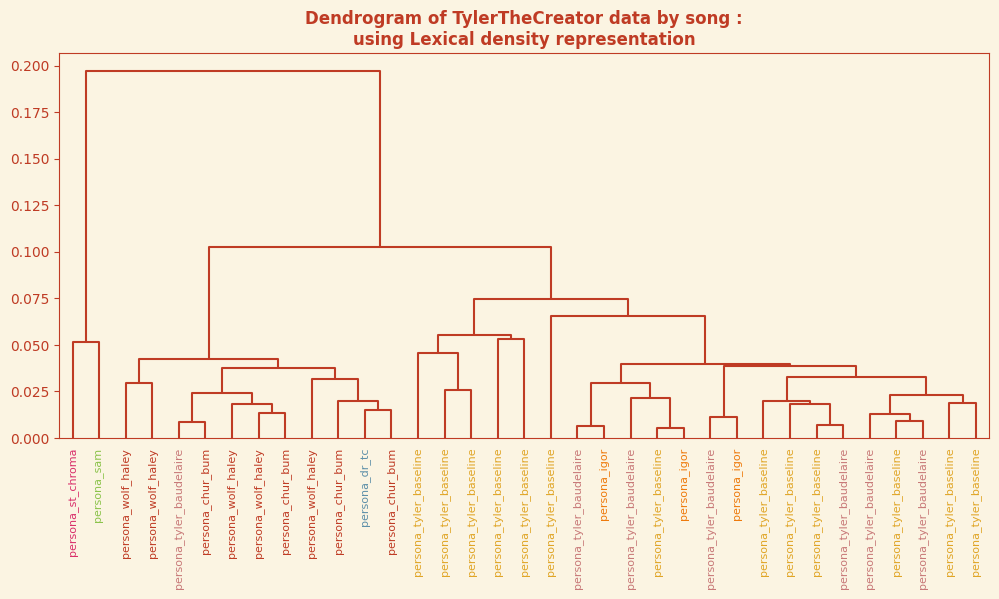 Dendrogram of TylerTheCreator data by song :
using Lexical density representation
0.200
0.175
0.150
0.125
0.100
0.075
0.050
0.025
0.000
persona_st_chroma
persona_sam
persona_wolf_haley
persona_wolf_haley
persona_tyler_baudelaire
persona_chur_bum
persona_wolf_haley
persona_wolf_haley
persona_chur_bum
persona_wolf_haley
persona_chur_bum
persona_dr_tc
persona_chur_bum
persona_tyler_baseline
persona_tyler_baseline
persona_tyler_baseline
persona_tyler_baseline
persona_tyler_baseline
persona_tyler_baseline
persona_tyler_baudelaire
persona_igor
persona_tyler_baudelaire
persona_tyler_baseline
persona_igor
persona_tyler_baudelaire
persona_igor
persona_tyler_baseline
persona_tyler_baseline
persona_tyler_baseline
persona_tyler_baudelaire
persona_tyler_baudelaire
persona_tyler_baseline
persona_tyler_baudelaire
persona_tyler_baseline
persona_tyler_baseline